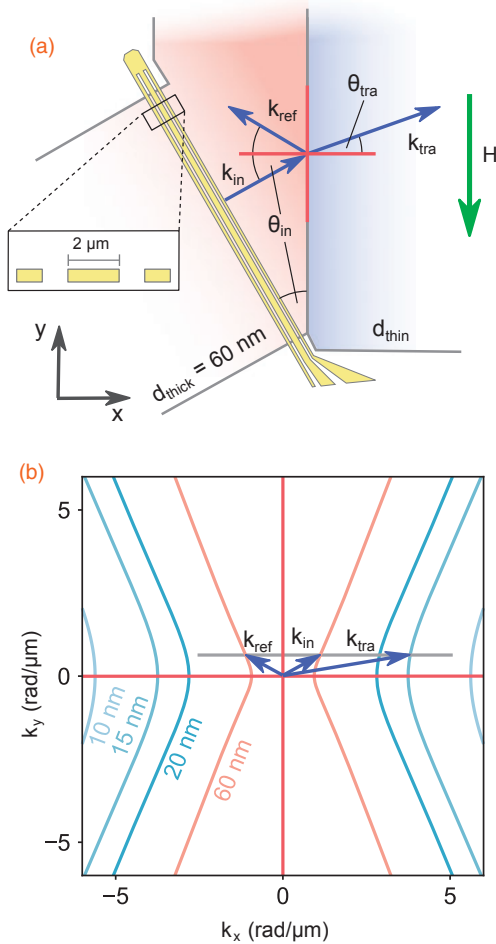 (a)
k_ref
θ_tra
k_tra
k_in
H
θ_in
2 μm
d_thin
d_thick = 60 nm
y
x
(b)
k_y (rad/μm)
5
0
−5
k_ref
k_in
k_tra
10 nm
15 nm
20 nm
60 nm
−5
0
5
k_x (rad/μm)